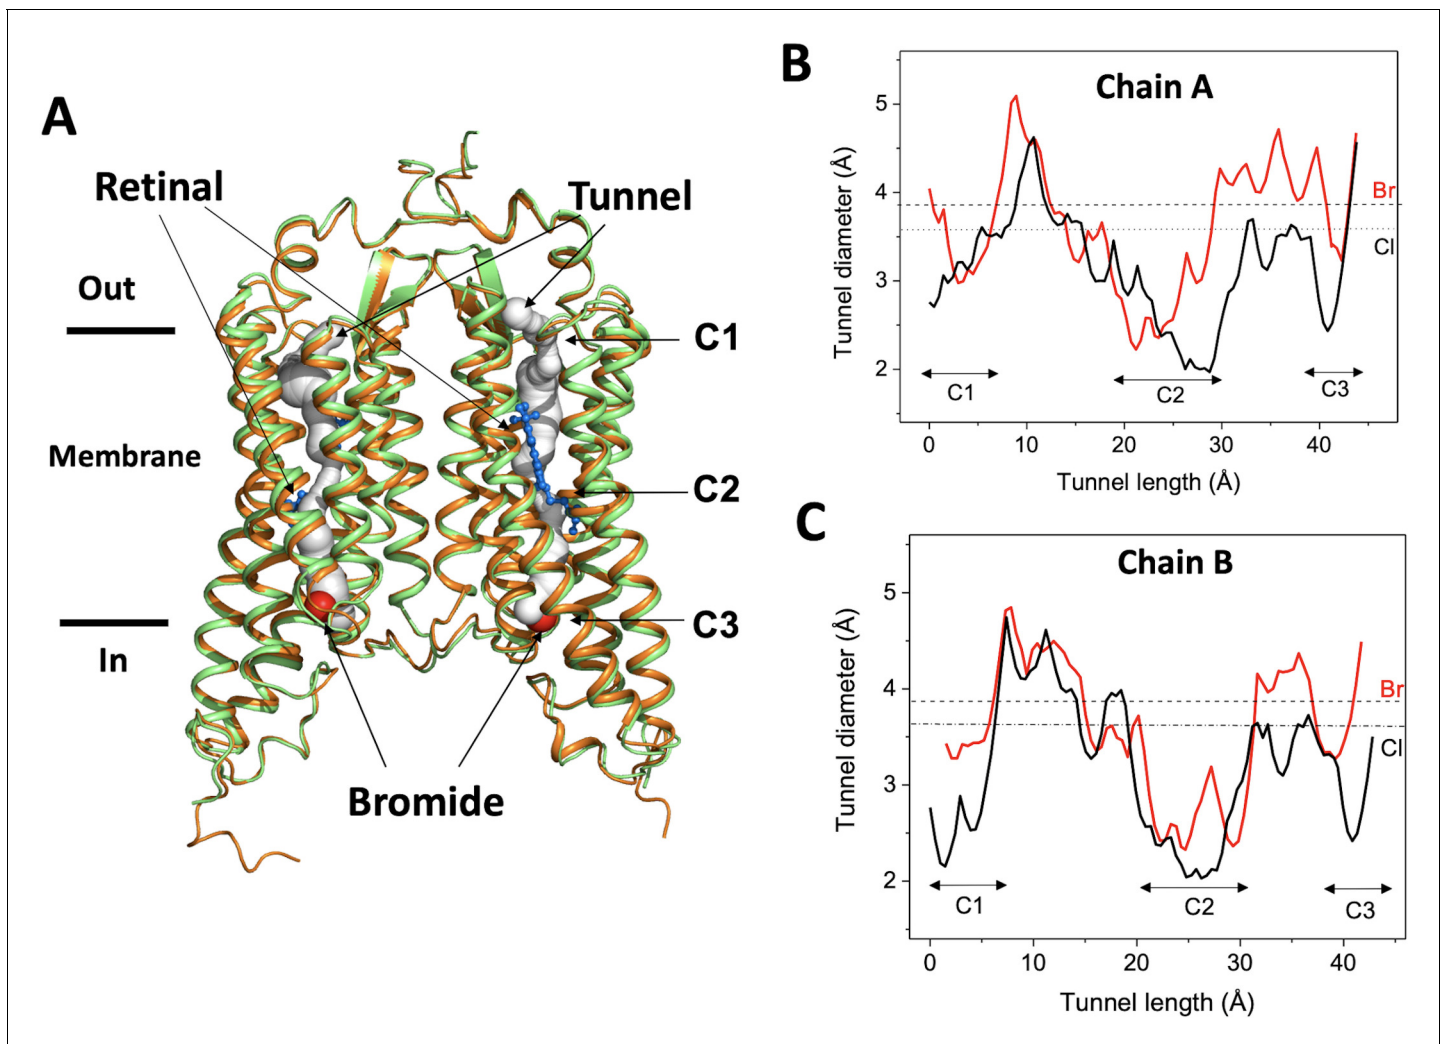 A
Retinal
Tunnel
Out
C1
Membrane
C2
C3
In
Bromide
B
Chain A
Tunnel diameter (Å)
5
4
3
2
Br
Cl
C1
C2
C3
0
10
20
30
40
Tunnel length (Å)
C
Chain B
Tunnel diameter (Å)
5
4
3
2
Br
Cl
C1
C2
C3
0
10
20
30
40
Tunnel length (Å)